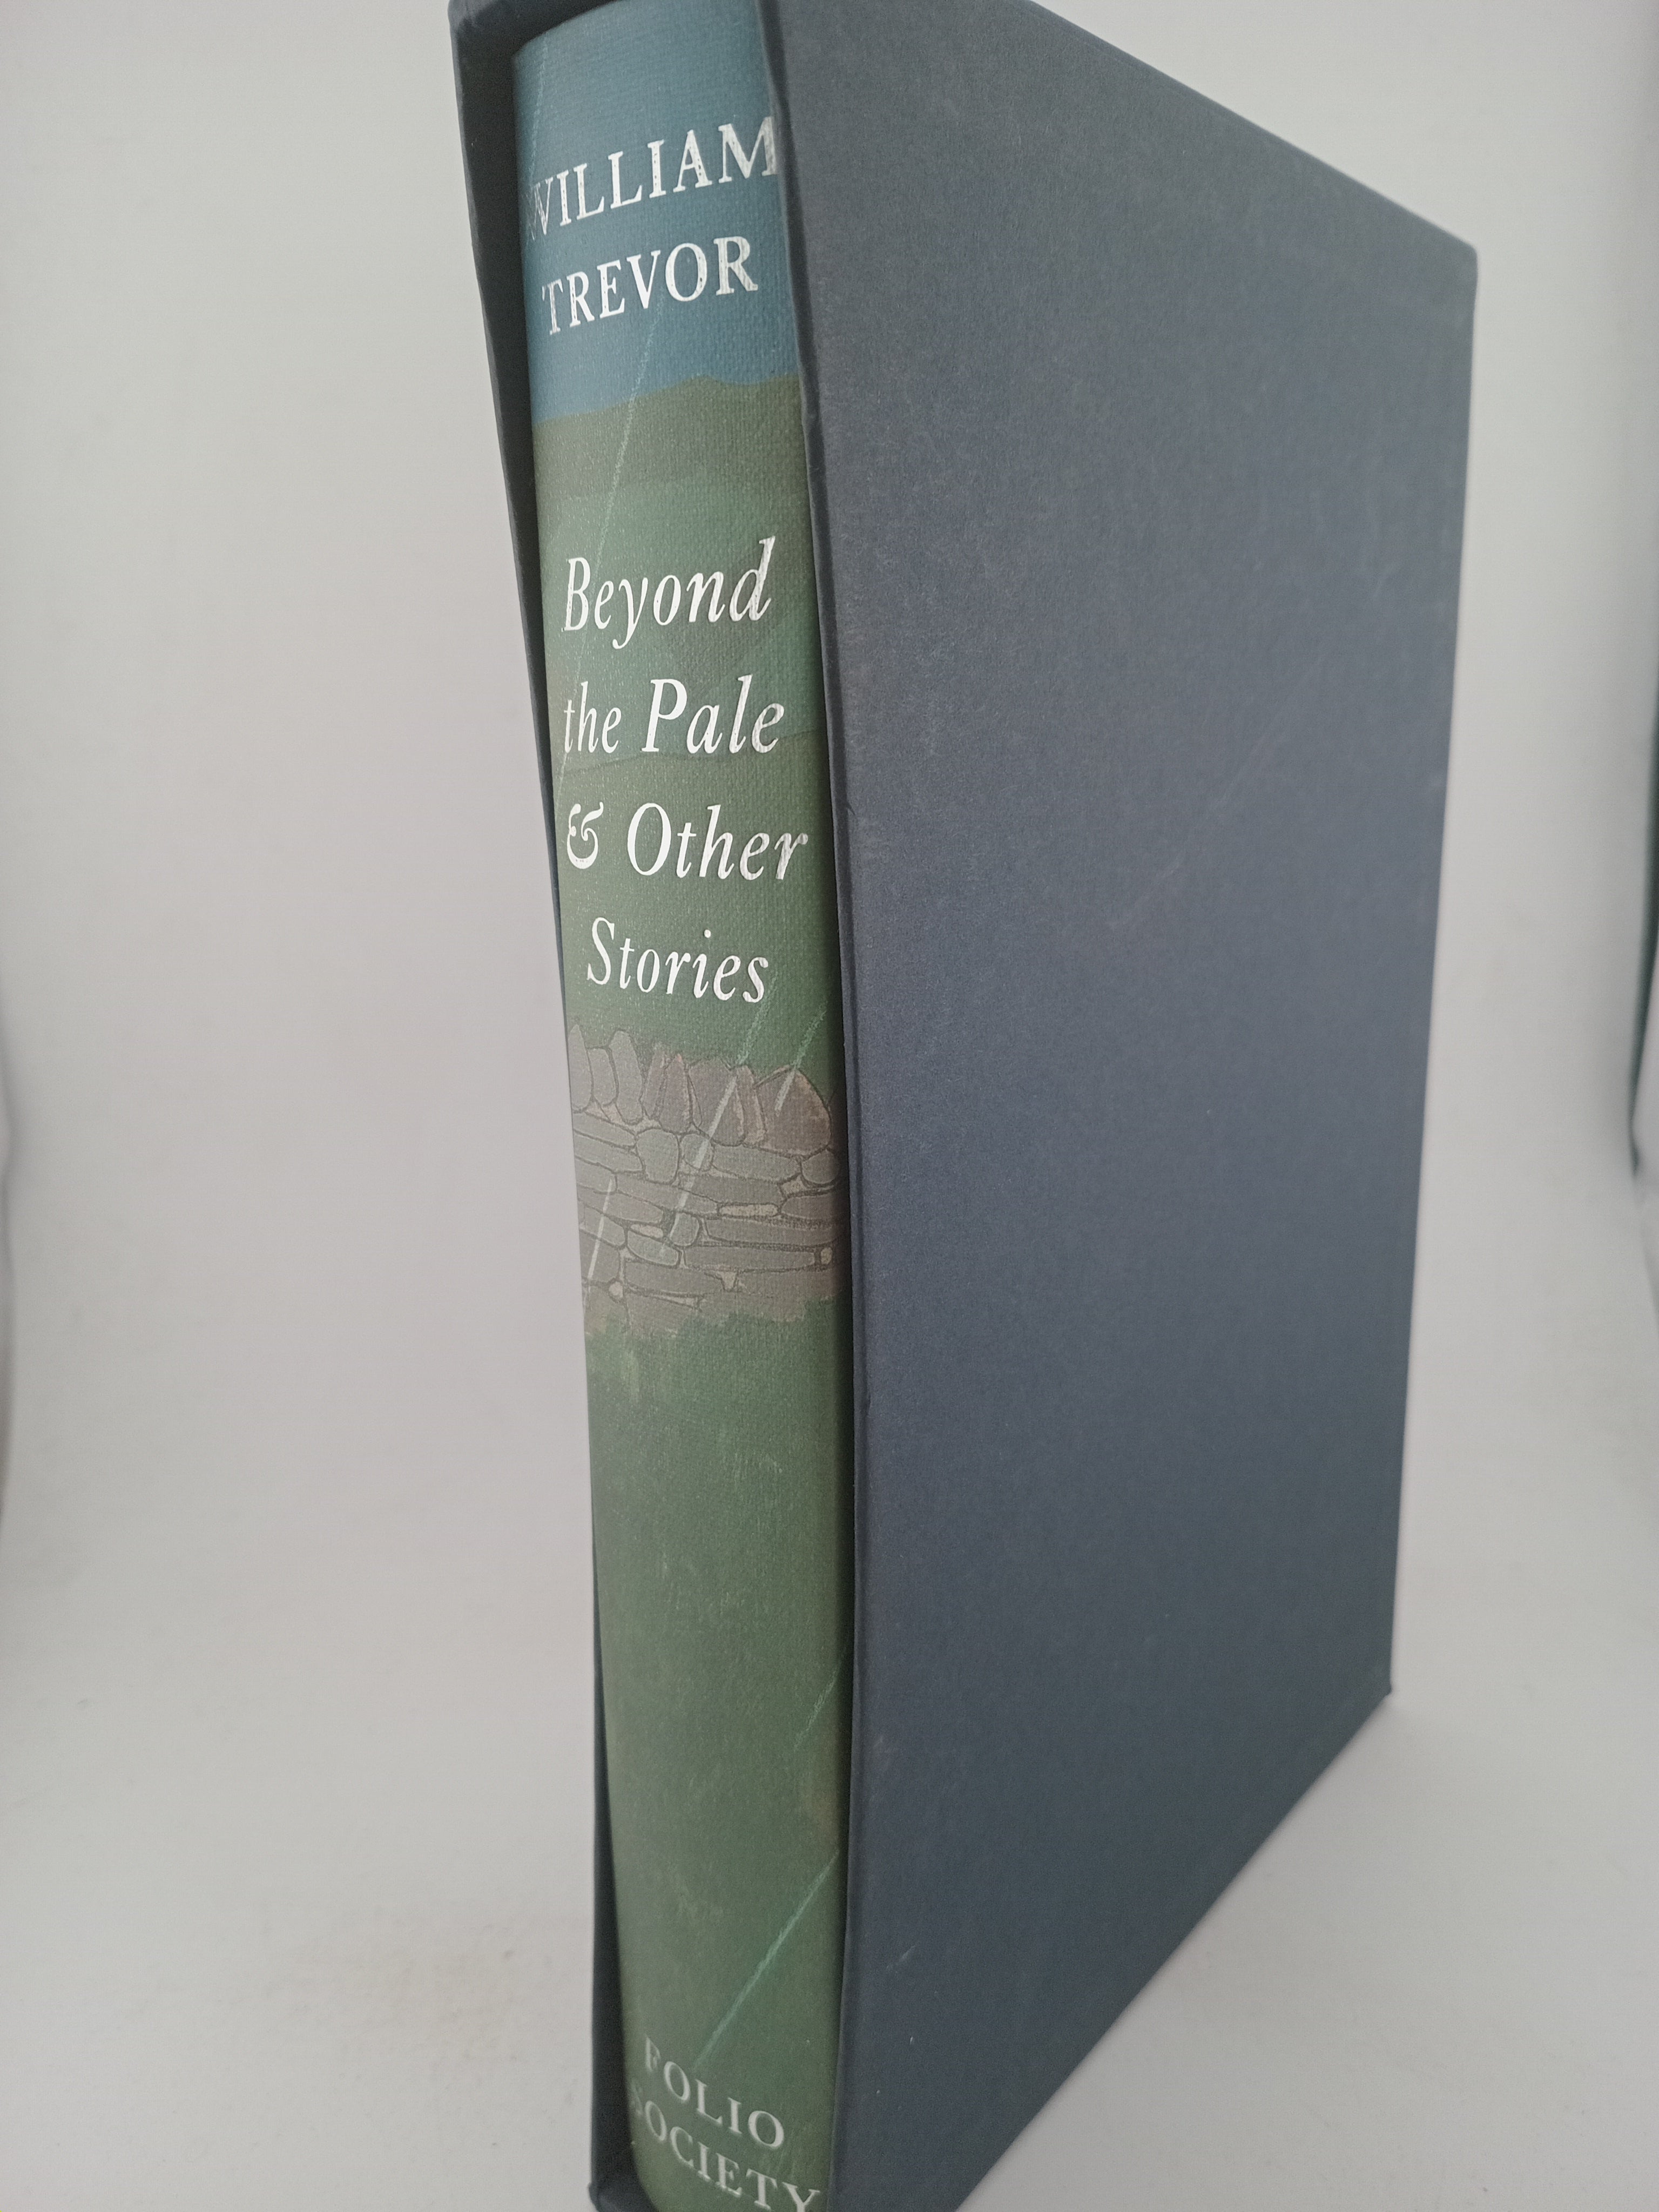 WILLIAM
TREVOR
Beyond
the Pale
& Other
Stories
FOLIO
SOCIETY